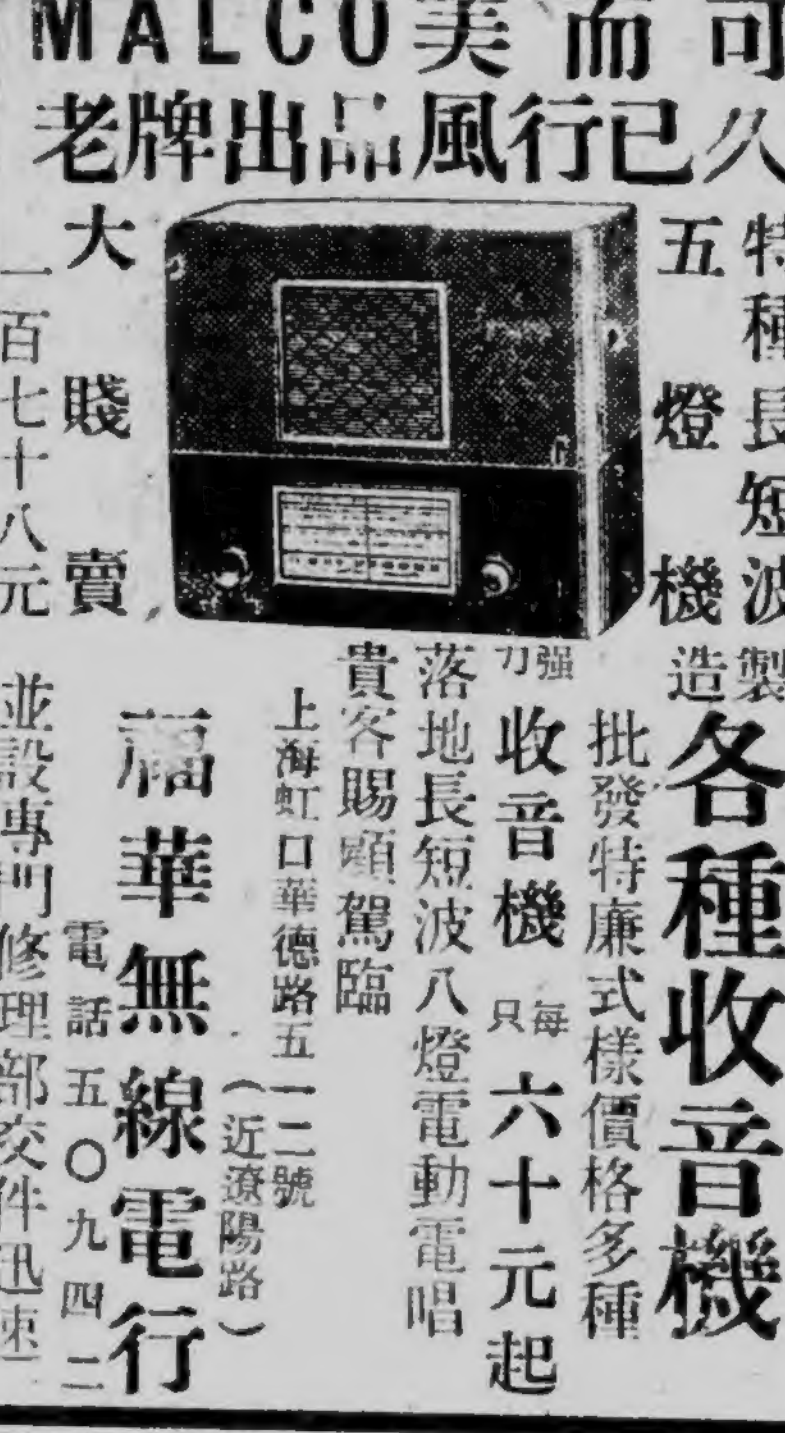 MALCO美而可
老牌出品風行已久
特種長短波
五燈機
大賤賣
一百七十八元
製造
各種收音機
批發特廉式樣價格多種
强力
收音機
每只
六十元起
落地長短波八燈電動電唱
貴客賜顧駕臨
上海虹口華德路五一二號
(近遼陽路)
福華無線電行
電話五〇九四二
並設專門修理部交件迅速